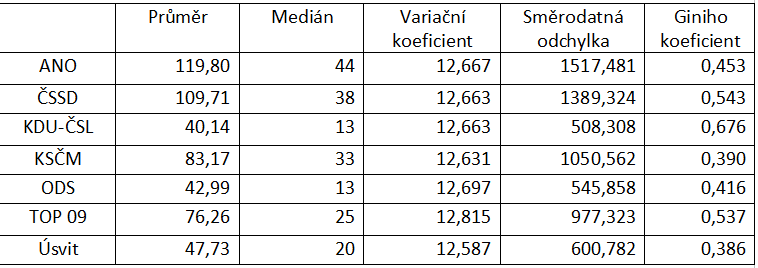 Průměr Medián Variační koeficient Směrodatná odchylka Giniho koeficient
ANO 119,80 44 12,667 1517,481 0,453
ČSSD 109,71 38 12,663 1389,324 0,543
KDU-ČSL 40,14 13 12,663 508,308 0,676
KSČM 83,17 33 12,631 1050,562 0,390
ODS 42,99 13 12,697 545,858 0,416
TOP 09 76,26 25 12,815 977,323 0,537
Úsvit 47,73 20 12,587 600,782 0,386